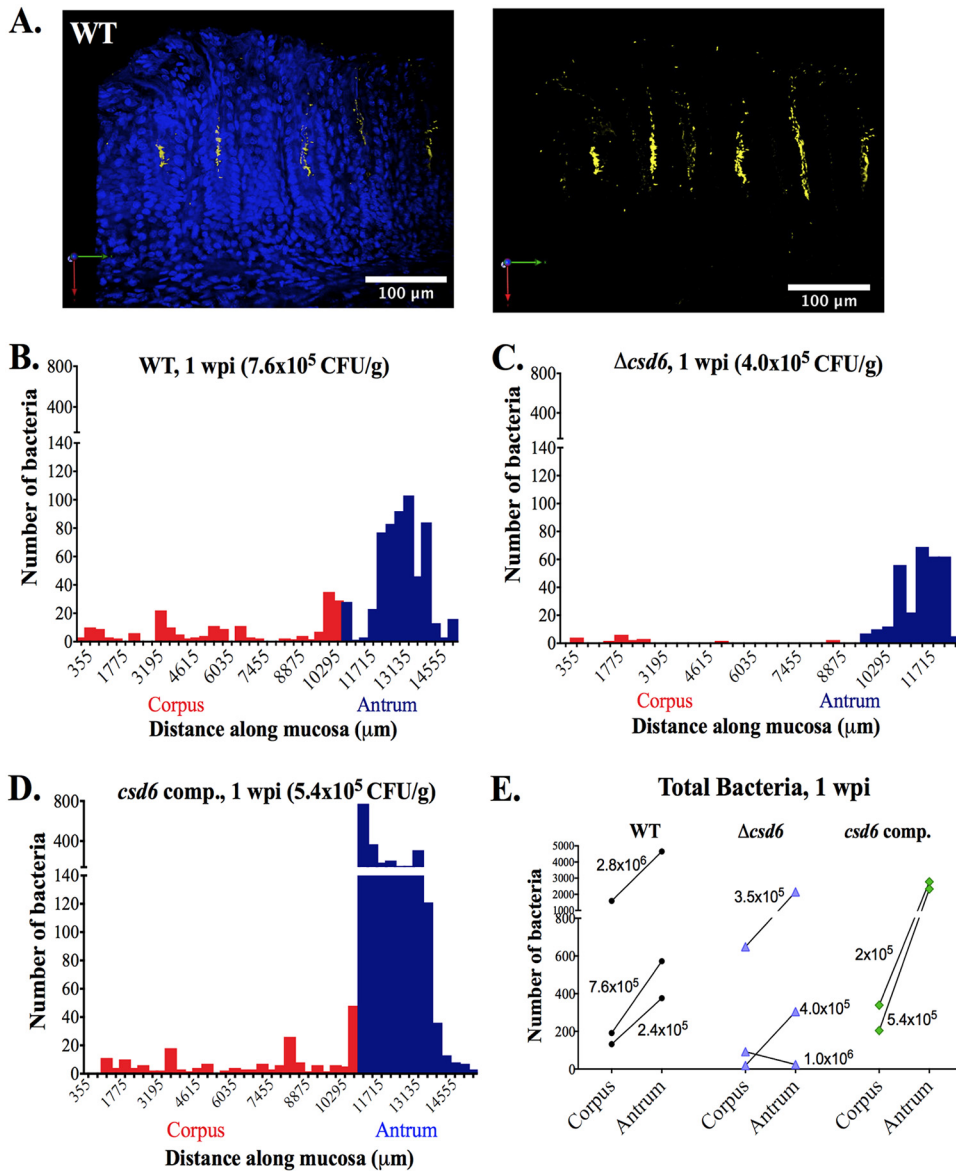 A.
WT
100 µm
100 µm
B.
WT, 1 wpi (7.6x10⁵ CFU/g)
Number of bacteria
800
400
140
120
100
80
60
40
20
0
355
1775
3195
4615
6035
7455
8875
10295
11715
13135
14555
Corpus
Antrum
Distance along mucosa (µm)
C.
Δcsd6, 1 wpi (4.0x10⁵ CFU/g)
Number of bacteria
800
400
140
120
100
80
60
40
20
0
355
1775
3195
4615
6035
7455
8875
10295
11715
Corpus
Antrum
Distance along mucosa (µm)
D.
csd6 comp., 1 wpi (5.4x10⁵ CFU/g)
Number of bacteria
800
400
140
120
100
80
60
40
20
0
355
1775
3195
4615
6035
7455
8875
10295
11715
13135
14555
Corpus
Antrum
Distance along mucosa (µm)
E.
Total Bacteria, 1 wpi
WT
Δcsd6
csd6 comp.
Number of bacteria
5000
4000
3000
2000
1000
800
600
400
200
0
2.8x10⁶
7.6x10⁵
2.4x10⁵
3.5x10⁵
4.0x10⁵
1.0x10⁶
2x10⁵
5.4x10⁵
Corpus
Antrum
Corpus
Antrum
Corpus
Antrum